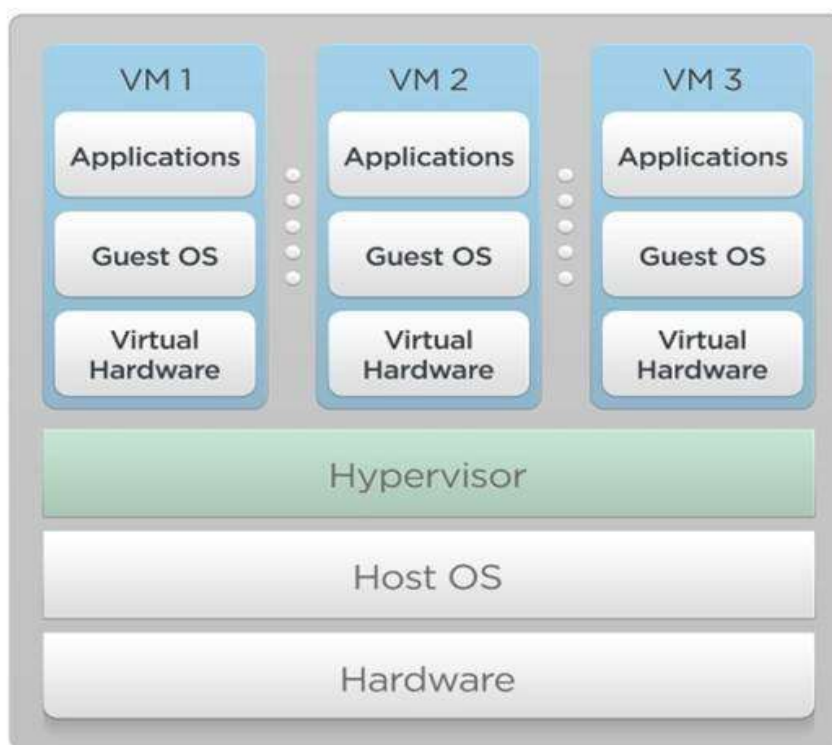 VM 1
Applications
Guest OS
Virtual
Hardware
VM 2
Applications
Guest OS
Virtual
Hardware
VM 3
Applications
Guest OS
Virtual
Hardware
Hypervisor
Host OS
Hardware